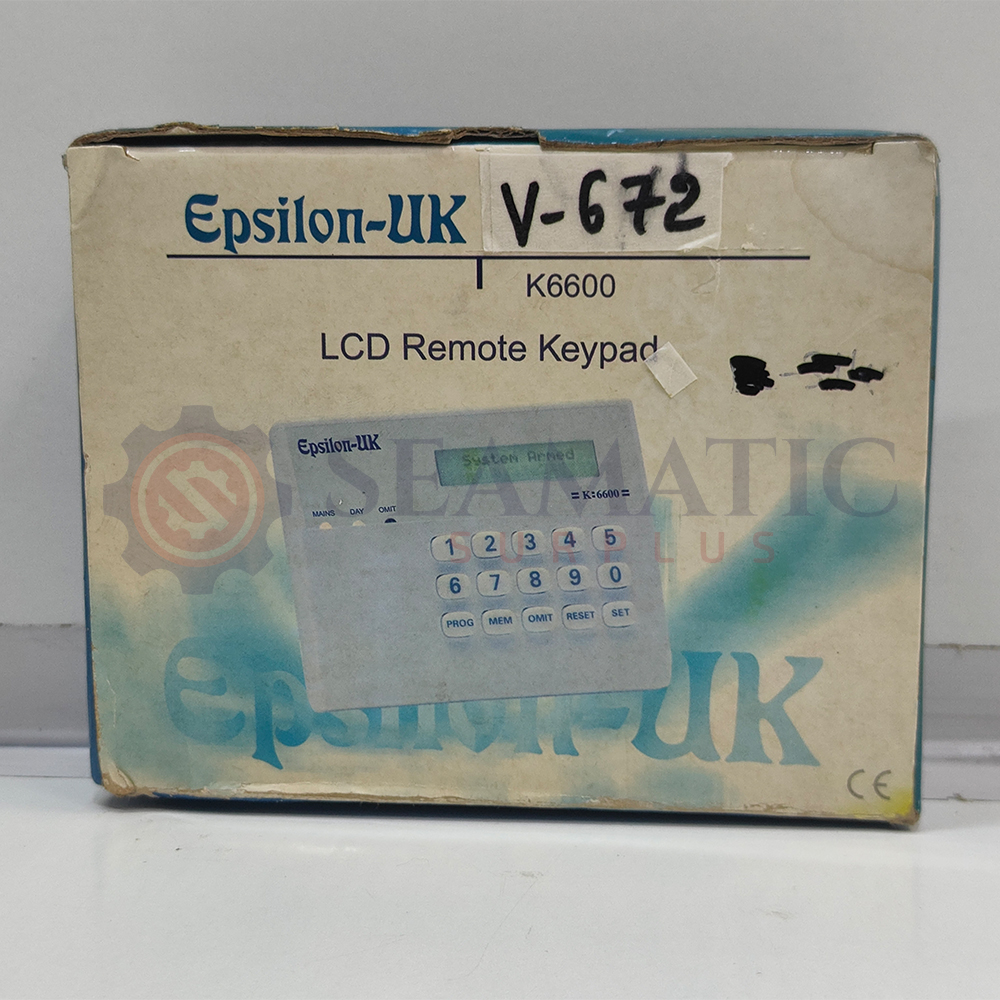 Epsilon-UK
V-672
K6600
LCD Remote Keypad
Epsilon-UK
System Armed
=K:6600=
MAINS DAY OMIT
1 2 3 4 5
6 7 8 9 0
PROG MEM OMIT RESET SET
SEAMATIC
SURPLUS
Epsilon-UK
CE